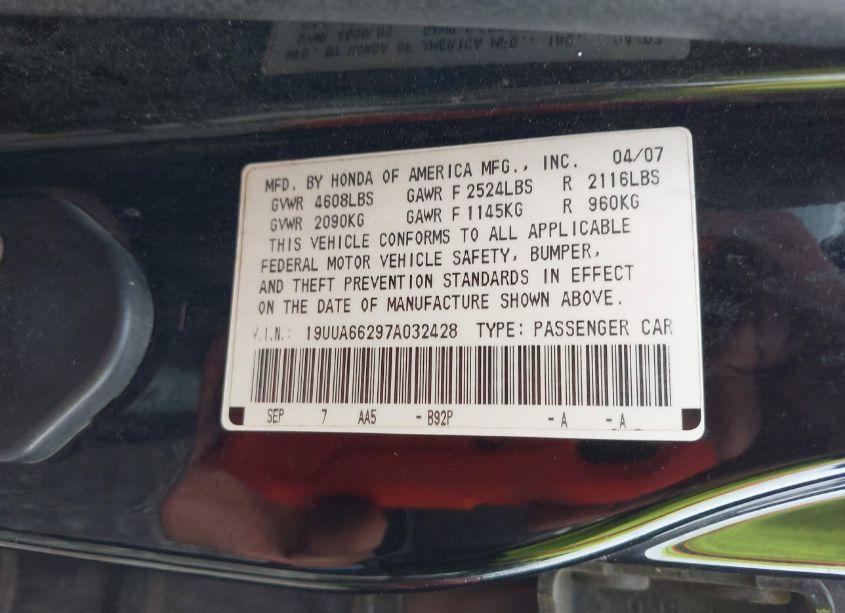 MFD. BY HONDA OF AMERICA MFG., INC. 04/07
GVWR 4608LBS GAWR F 2524LBS R 2116LBS
GVWR 2090KG GAWR F 1145KG R 960KG
THIS VEHICLE CONFORMS TO ALL APPLICABLE
FEDERAL MOTOR VEHICLE SAFETY, BUMPER,
AND THEFT PREVENTION STANDARDS IN EFFECT
ON THE DATE OF MANUFACTURE SHOWN ABOVE.
V.I.N.: 19UUA66297A032428 TYPE: PASSENGER CAR
SEP 7 AA5 - B92P - A - A